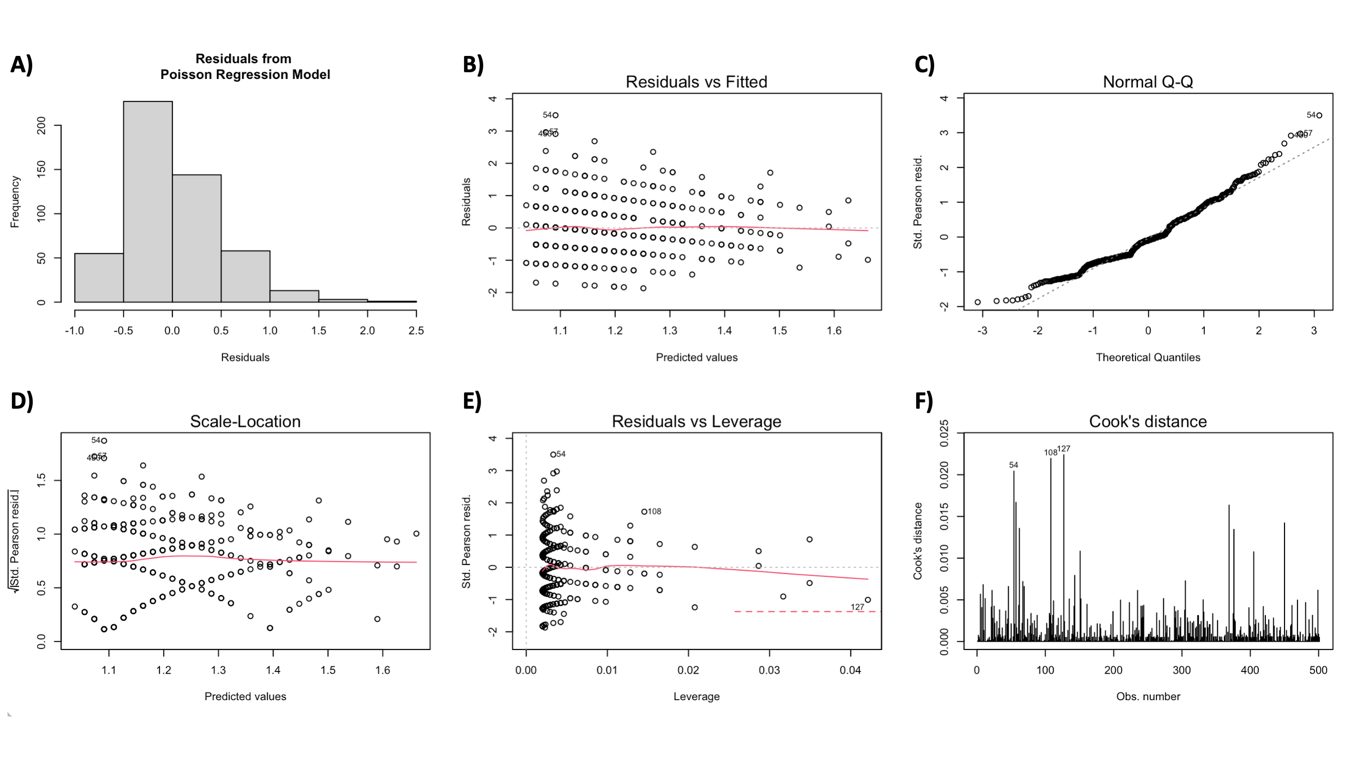 A)
Residuals from
Poisson Regression Model
Frequency
200
150
100
50
0
-1.0 -0.5 0.0 0.5 1.0 1.5 2.0 2.5
Residuals
B)
Residuals vs Fitted
Residuals
4
3
2
1
0
-1
-2
54
57
1.1 1.2 1.3 1.4 1.5 1.6
Predicted values
C)
Normal Q-Q
Std. Pearson resid.
4
3
2
1
0
-1
-2
54
57
-3 -2 -1 0 1 2 3
Theoretical Quantiles
D)
Scale-Location
√|Std. Pearson resid.|
1.5
1.0
0.5
0.0
54
57
1.1 1.2 1.3 1.4 1.5 1.6
Predicted values
E)
Residuals vs Leverage
Std. Pearson resid.
4
3
2
1
0
-1
-2
54
108
127
0.00 0.01 0.02 0.03 0.04
Leverage
F)
Cook's distance
Cook's distance
0.025
0.020
0.015
0.010
0.005
0.000
54
108
127
0 100 200 300 400 500
Obs. number